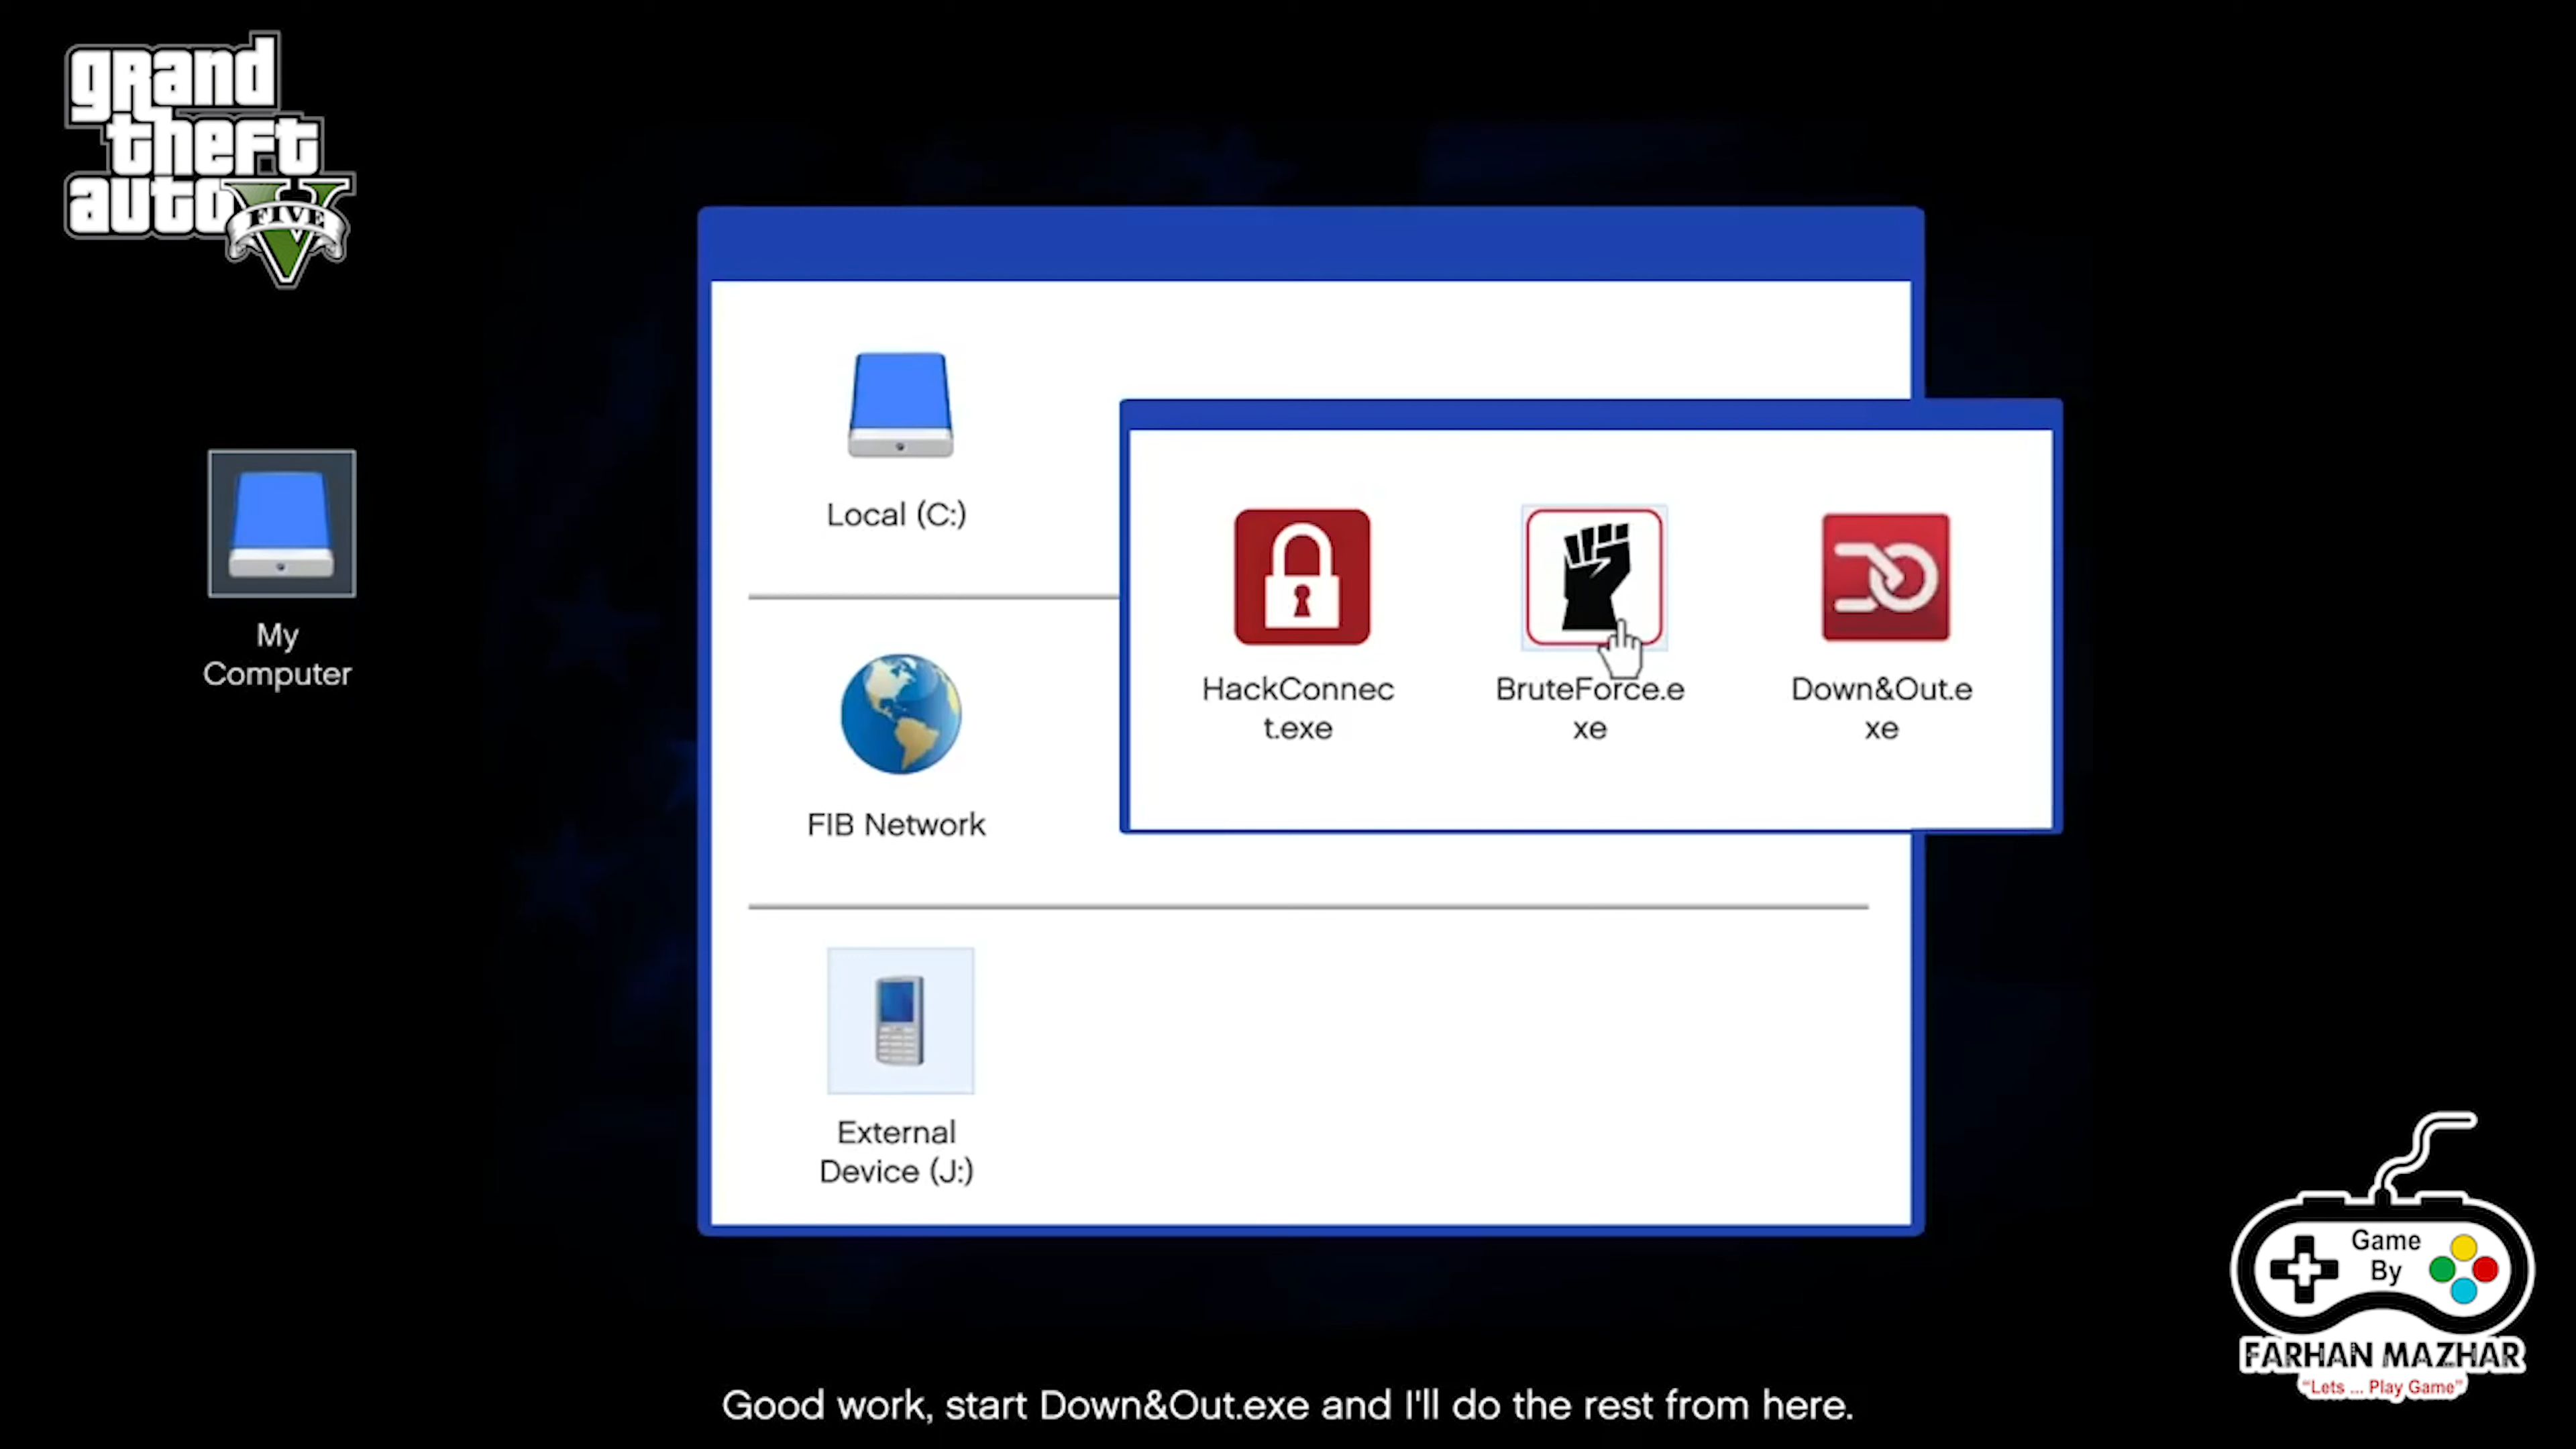 grand
theft
auto
FIVE
My
Computer
Local (C:)
FIB Network
External
Device (J:)
HackConnec
t.exe
BruteForce.e
xe
Down&Out.e
xe
Game
By
FARHAN MAZHAR
"Lets ... Play Game"
Good work, start Down&Out.exe and I'll do the rest from here.